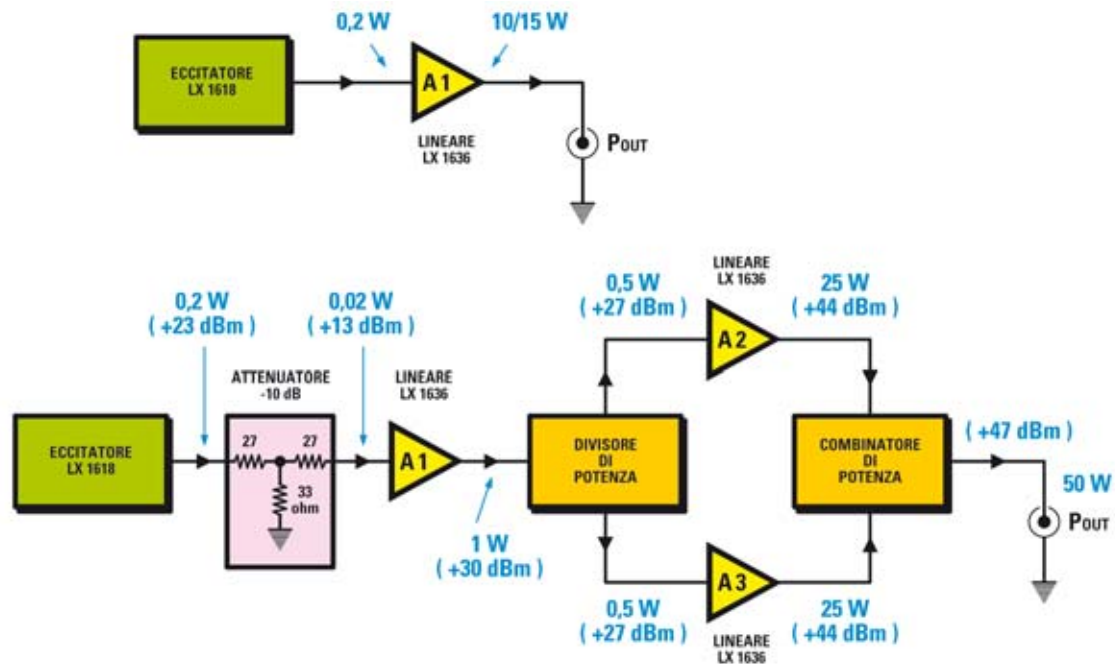 0,2 W
10/15 W
ECCITATORE
LX 1618
A1
LINEARE
LX 1636
POUT
0,2 W
( +23 dBm )
0,02 W
( +13 dBm )
ATTENUATORE
-10 dB
LINEARE
LX 1636
0,5 W
( +27 dBm )
LINEARE
LX 1636
25 W
( +44 dBm )
A2
ECCITATORE
LX 1618
27
27
33
ohm
A1
1 W
( +30 dBm )
DIVISORE
DI
POTENZA
COMBINATORE
DI
POTENZA
( +47 dBm )
50 W
POUT
A3
0,5 W
( +27 dBm )
25 W
( +44 dBm )
LINEARE
LX 1636